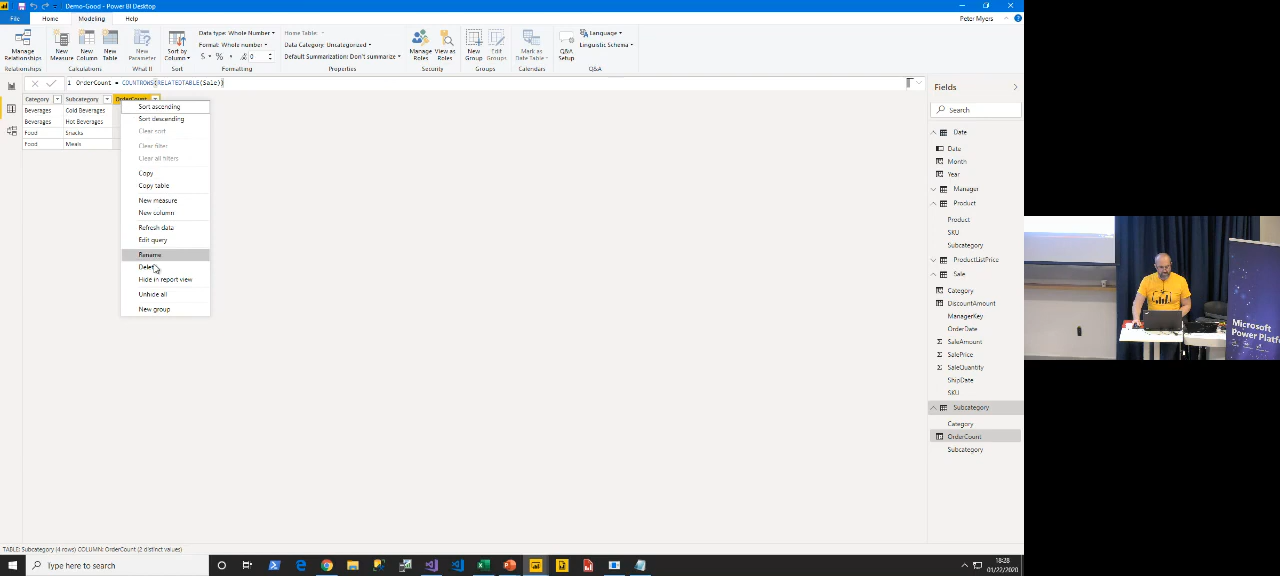 Demo-Good - Power BI Desktop
File Home Modeling Help Peter Myers
Manage Relationships
New Measure
New Column
New Table
New Parameter
Sort by Column
Data type: Whole Number
Format: Whole number
$ % 0
Home Table:
Data Category: Uncategorized
Default Summarization: Don't summarize
Manage Roles
View as Roles
New Group
Edit Groups
Mark as Date Table
Q&A Setup
Language
Linguistic Schema
Relationships Calculations What If Sort Formatting Properties Security Groups Calendars Q&A
1 OrderCount = COUNTROWS(RELATEDTABLE(Sale))
Category Subcategory OrderCount
Beverages Cold Beverages
Beverages Hot Beverages
Food Snacks
Food Meals
Sort ascending
Sort descending
Clear sort
Clear filter
Clear all filters
Copy
Copy table
New measure
New column
Refresh data
Edit query
Rename
Delete
Hide in report view
Unhide all
New group
Fields
Search
Date
Date
Month
Year
Manager
Product
Product
SKU
Subcategory
ProductListPrice
Sale
Category
DiscountAmount
ManagerKey
OrderDate
SaleAmount
SalePrice
SaleQuantity
ShipDate
SKU
Subcategory
Category
OrderCount
Subcategory
TABLE: Subcategory (4 rows) COLUMN: OrderCount (2 distinct values)
Type here to search
18:28
01/22/2020
Microsoft
Power Platfo